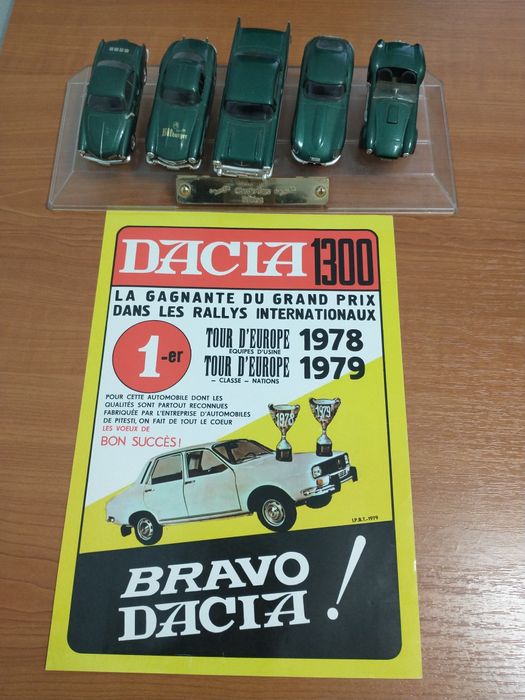 Bitburger
DACIA 1300
LA GAGNANTE DU GRAND PRIX
DANS LES RALLYS INTERNATIONAUX
1-er
TOUR D'EUROPE 1978
EQUIPES D'USINE
TOUR D'EUROPE 1979
– CLASSE – NATIONS
POUR CETTE AUTOMOBILE DONT LES
QUALITÉS SONT PARTOUT RECONNUES
FABRIQUÉE PAR L'ENTREPRISE D'AUTOMOBILES
DE PITESTI, ON FAIT DE TOUT LE COEUR
LES VOEUX DE
BON SUCCÈS!
1978
1979
I.P.B.T.-1979
BRAVO
DACIA!